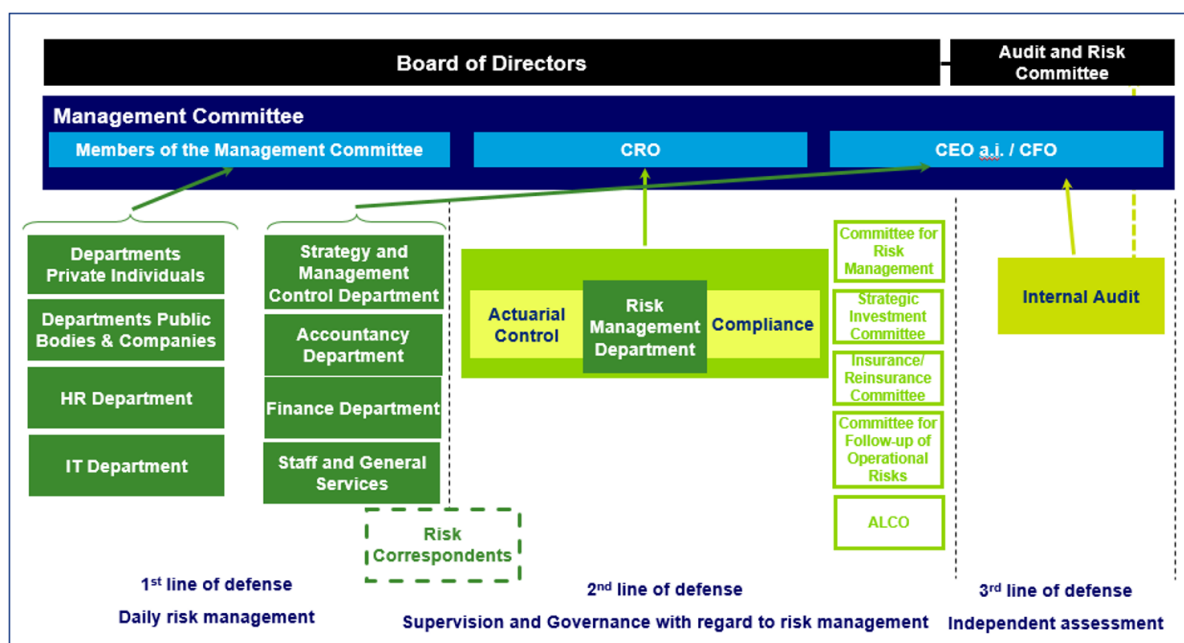 Board of Directors
Audit and Risk
Committee
Management Committee
Members of the Management Committee
CRO
CEO a.i. / CFO
Departments
Private Individuals
Departments Public
Bodies & Companies
HR Department
IT Department
Strategy and
Management
Control Department
Accountancy
Department
Finance Department
Staff and General
Services
Risk
Correspondents
Actuarial
Control
Risk
Management
Department
Compliance
Committee for
Risk
Management
Strategic
Investment
Committee
Insurance/
Reinsurance
Committee
Committee for
Follow-up of
Operational
Risks
ALCO
Internal Audit
1st line of defense
Daily risk management
2nd line of defense
Supervision and Governance with regard to risk management
3rd line of defense
Independent assessment